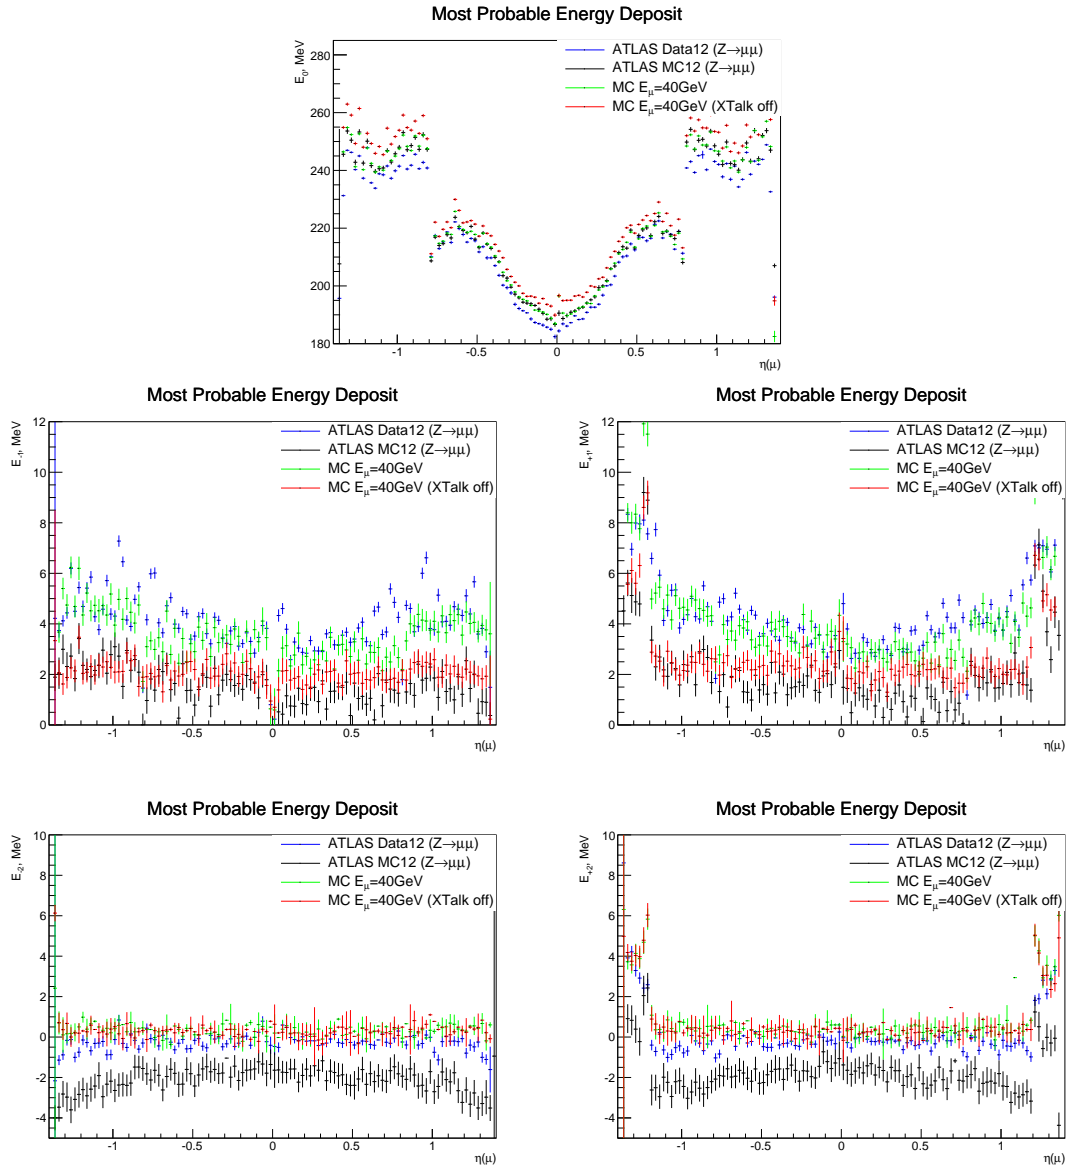 Most Probable Energy Deposit
E₀, MeV
280
260
240
220
200
180
ATLAS Data12 (Z→μμ)
ATLAS MC12 (Z→μμ)
MC Eμ=40GeV
MC Eμ=40GeV (XTalk off)
-1 -0.5 0 0.5 1
η(μ)
Most Probable Energy Deposit
E₋₁, MeV
12
10
8
6
4
2
0
ATLAS Data12 (Z→μμ)
ATLAS MC12 (Z→μμ)
MC Eμ=40GeV
MC Eμ=40GeV (XTalk off)
-1 -0.5 0 0.5 1
η(μ)
Most Probable Energy Deposit
E₊₁, MeV
12
10
8
6
4
2
0
ATLAS Data12 (Z→μμ)
ATLAS MC12 (Z→μμ)
MC Eμ=40GeV
MC Eμ=40GeV (XTalk off)
-1 -0.5 0 0.5 1
η(μ)
Most Probable Energy Deposit
E₋₂, MeV
10
8
6
4
2
0
-2
-4
ATLAS Data12 (Z→μμ)
ATLAS MC12 (Z→μμ)
MC Eμ=40GeV
MC Eμ=40GeV (XTalk off)
-1 -0.5 0 0.5 1
η(μ)
Most Probable Energy Deposit
E₊₂, MeV
10
8
6
4
2
0
-2
-4
ATLAS Data12 (Z→μμ)
ATLAS MC12 (Z→μμ)
MC Eμ=40GeV
MC Eμ=40GeV (XTalk off)
-1 -0.5 0 0.5 1
η(μ)